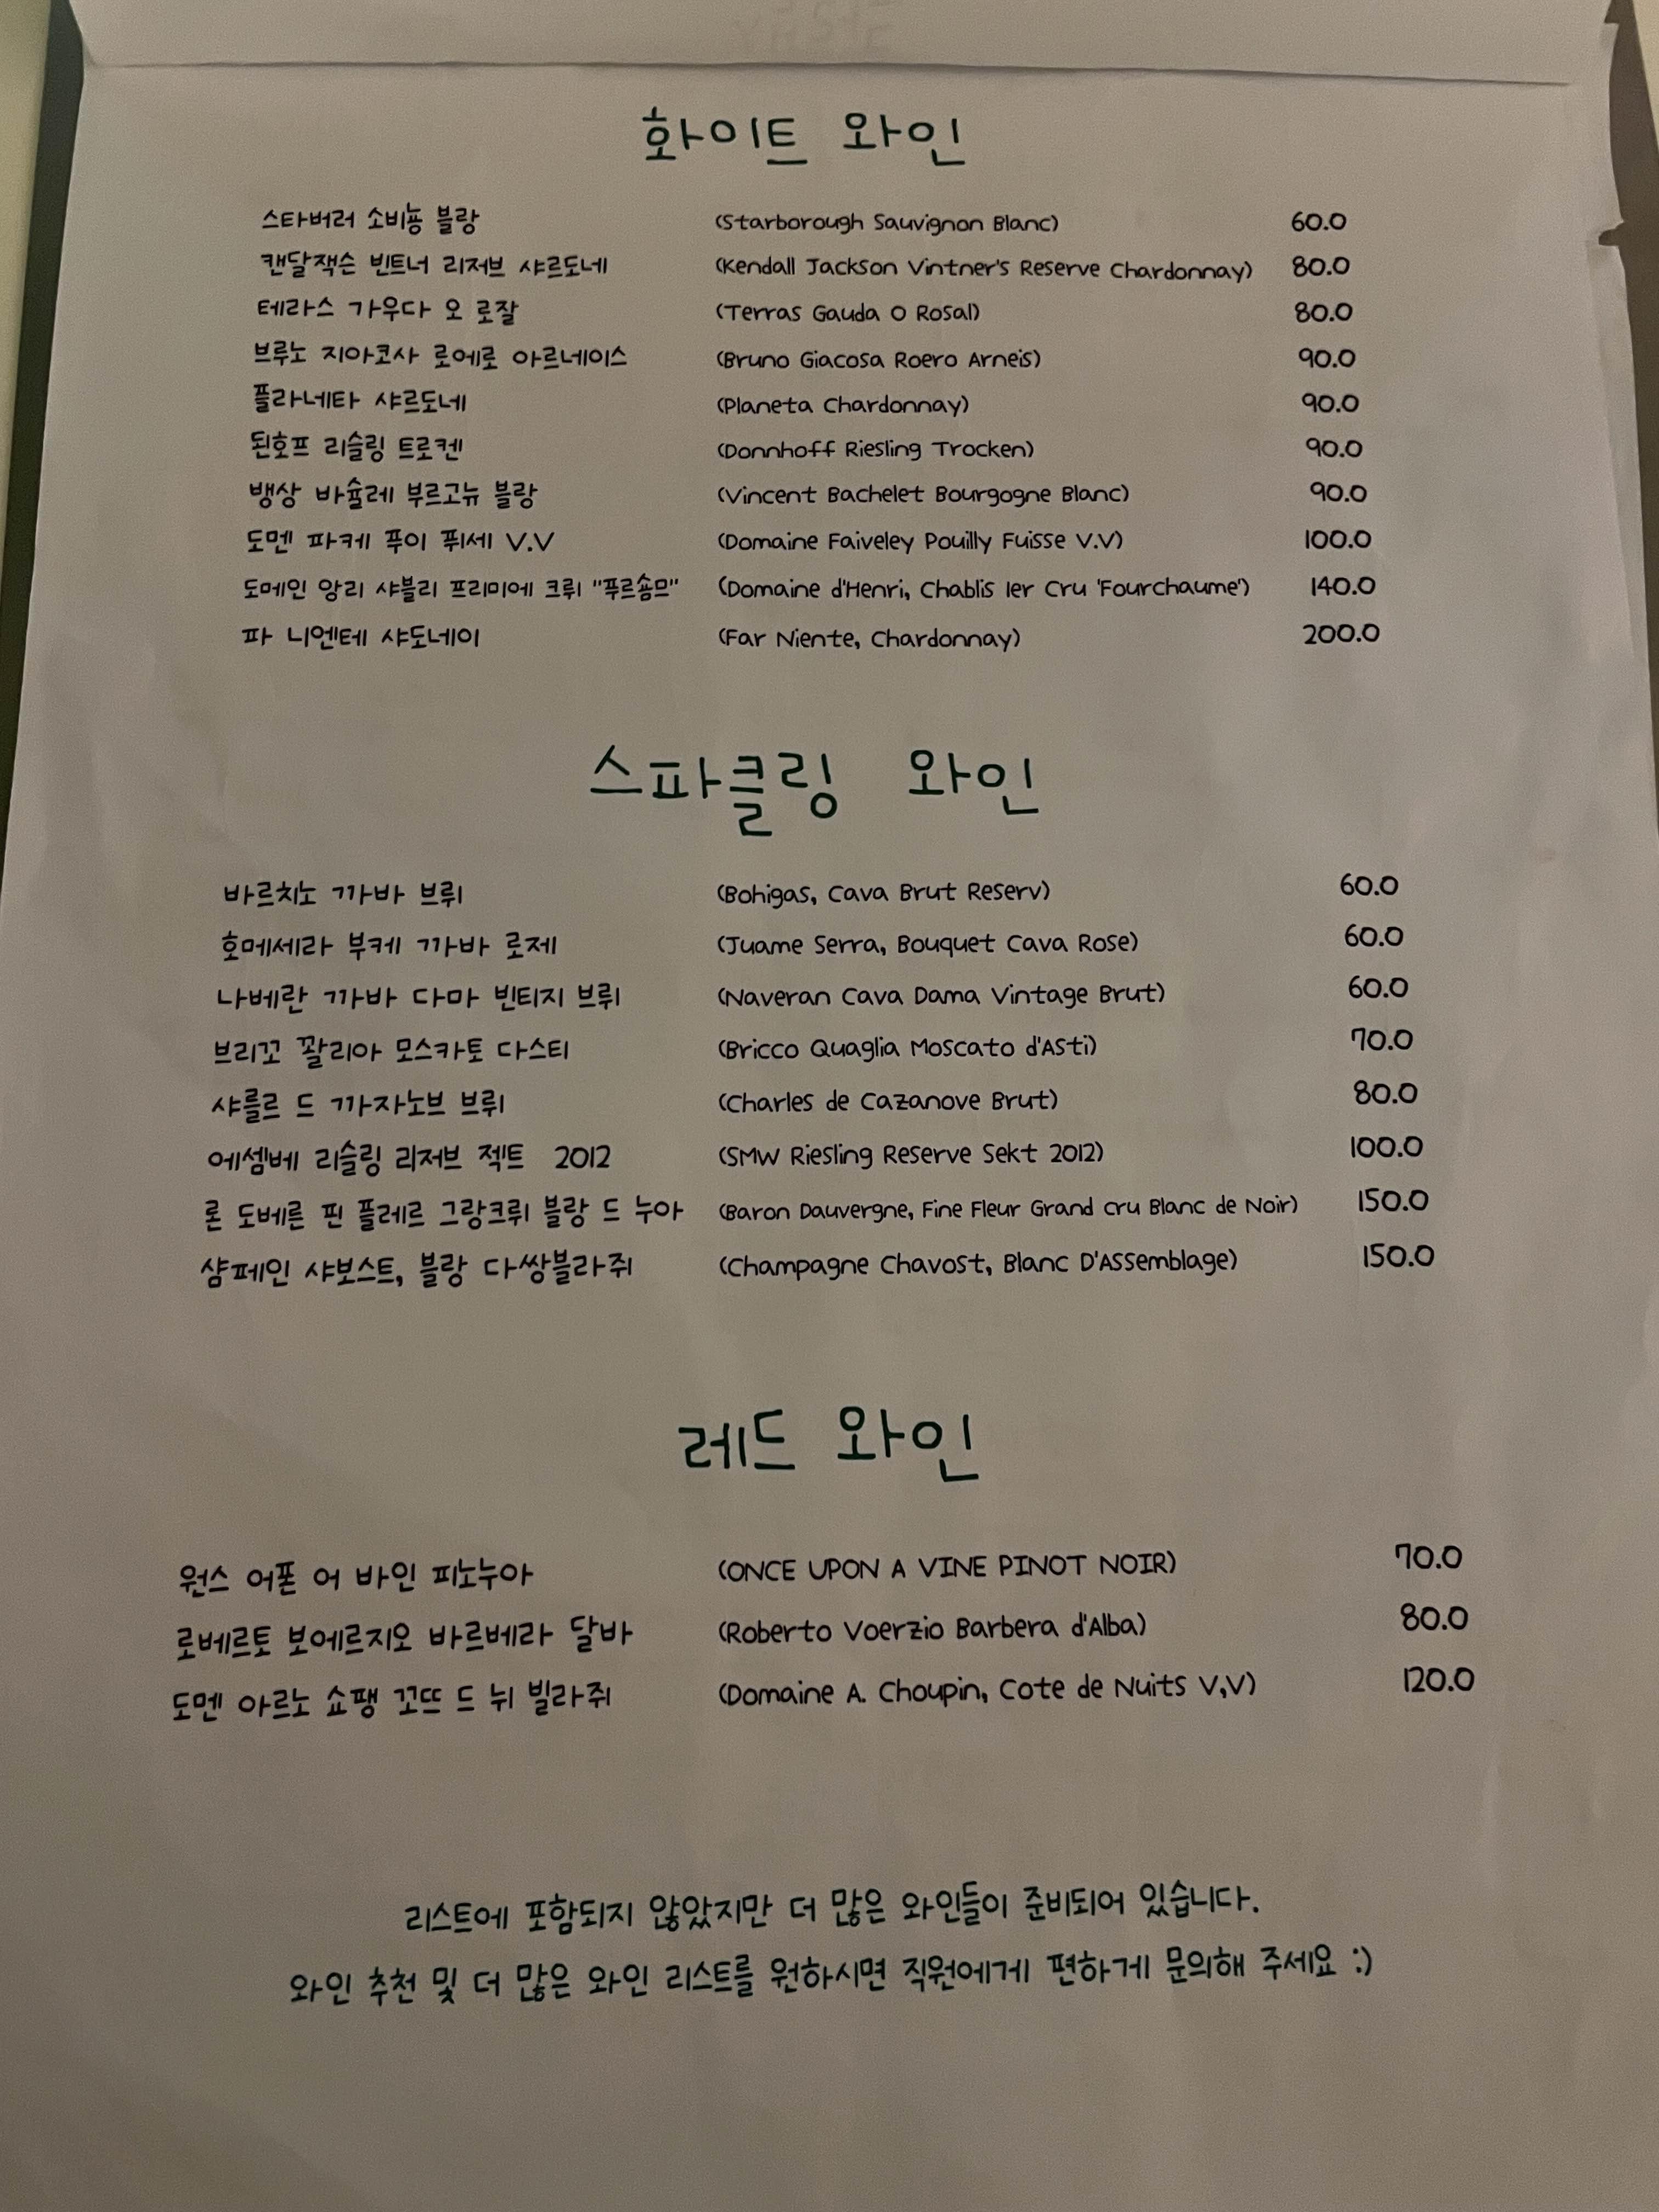 화이트 와인
스타버러 소비뇽 블랑 (Starborough Sauvignon Blanc) 60.0
캔달잭슨 빈트너 리저브 샤르도네 (Kendall Jackson Vintner's Reserve Chardonnay) 80.0
테라스 가우다 오 로잘 (Terras Gauda O Rosal) 80.0
브루노 지아코사 로에로 아르네이스 (Bruno Giacosa Roero Arneis) 90.0
플라네타 샤르도네 (Planeta Chardonnay) 90.0
된호프 리슬링 트로켄 (Donnhoff Riesling Trocken) 90.0
뱅상 바슐레 부르고뉴 블랑 (Vincent Bachelet Bourgogne Blanc) 90.0
도멘 파케 푸이 퓌세 V.V (Domaine Faiveley Pouilly Fuisse V.V) 100.0
도메인 앙리 샤블리 프리미에 크뤼 "푸르숌므" (Domaine d'Henri, Chablis 1er Cru 'Fourchaume') 140.0
파 니엔테 샤도네이 (Far Niente, Chardonnay) 200.0
스파클링 와인
바르치노 까바 브뤼 (Bohigas, Cava Brut Reserv) 60.0
호메세라 부케 까바 로제 (Juame Serra, Bouquet Cava Rose) 60.0
나베란 까바 다마 빈티지 브뤼 (Naveran Cava Dama Vintage Brut) 60.0
브리꼬 꽐리아 모스카토 다스티 (Bricco Quaglia Moscato d'Asti) 70.0
샤를르 드 까자노브 브뤼 (Charles de Cazanove Brut) 80.0
에셈베 리슬링 리저브 젝트 2012 (SMW Riesling Reserve Sekt 2012) 100.0
론 도베른 핀 플레르 그랑크뤼 블랑 드 누아 (Baron Dauvergne, Fine Fleur Grand cru Blanc de Noir) 150.0
샴페인 샤보스트, 블랑 다쌍블라쥐 (Champagne Chavost, Blanc D'Assemblage) 150.0
레드 와인
원스 어폰 어 바인 피노누아 (ONCE UPON A VINE PINOT NOIR) 70.0
로베르토 보에르지오 바르베라 달바 (Roberto Voerzio Barbera d'Alba) 80.0
도멘 아르노 쇼팽 꼬뜨 드 뉘 빌라쥐 (Domaine A. Choupin, Cote de Nuits V,V) 120.0
리스트에 포함되지 않았지만 더 많은 와인들이 준비되어 있습니다.
와인 추천 및 더 많은 와인 리스트를 원하시면 직원에게 편하게 문의해 주세요 :)